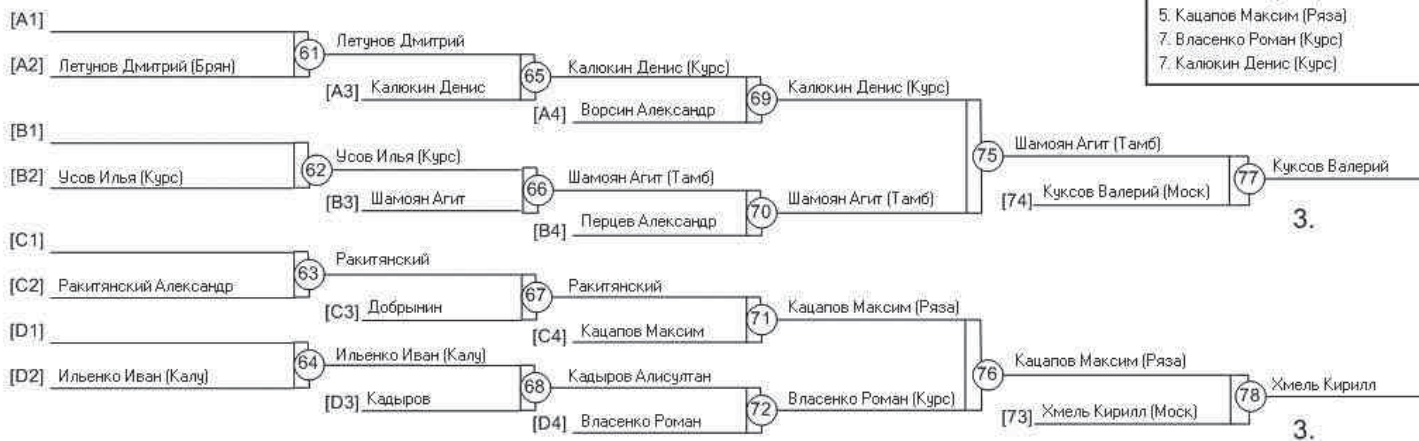 5. Кацапов Максим (Ряза)
7. Власенко Роман (Курс)
7. Калюкин Денис (Курс)
[A1]
Летунов Дмитрий
61
[A2] Летунов Дмитрий (Брян)
Калюкин Денис (Курс)
65
[A3] Калюкин Денис
Калюкин Денис (Курс)
69
[A4] Ворсин Александр
[B1]
Шамоян Агит (Тамб)
75
Усов Илья (Курс)
62
[B2] Усов Илья (Курс)
Куксов Валерий
77
Шамоян Агит (Тамб)
66
[B3] Шамоян Агит
[74] Куксов Валерий (Моск)
Шамоян Агит (Тамб)
70
[B4] Перцев Александр
3.
[C1]
Ракитянский
63
[C2] Ракитянский Александр
Ракитянский
67
[C3] Добрынин
Кацапов Максим (Ряза)
71
[C4] Кацапов Максим
[D1]
Ильенко Иван (Калу)
64
[D2] Ильенко Иван (Калу)
Кацапов Максим (Ряза)
76
Кадыров Алисултан
68
[D3] Кадыров
Хмель Кирилл
78
Власенко Роман (Курс)
72
[D4] Власенко Роман
[73] Хмель Кирилл (Моск)
3.